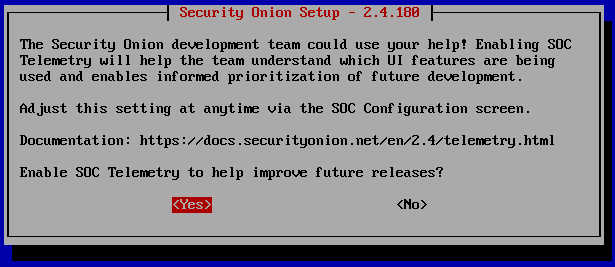 Security Onion Setup - 2.4.180
The Security Onion development team could use your help! Enabling SOC
Telemetry will help the team understand which UI features are being
used and enables informed prioritization of future development.
Adjust this setting at anytime via the SOC Configuration screen.
Documentation: https://docs.securityonion.net/en/2.4/telemetry.html
Enable SOC Telemetry to help improve future releases?
<Yes> <No>